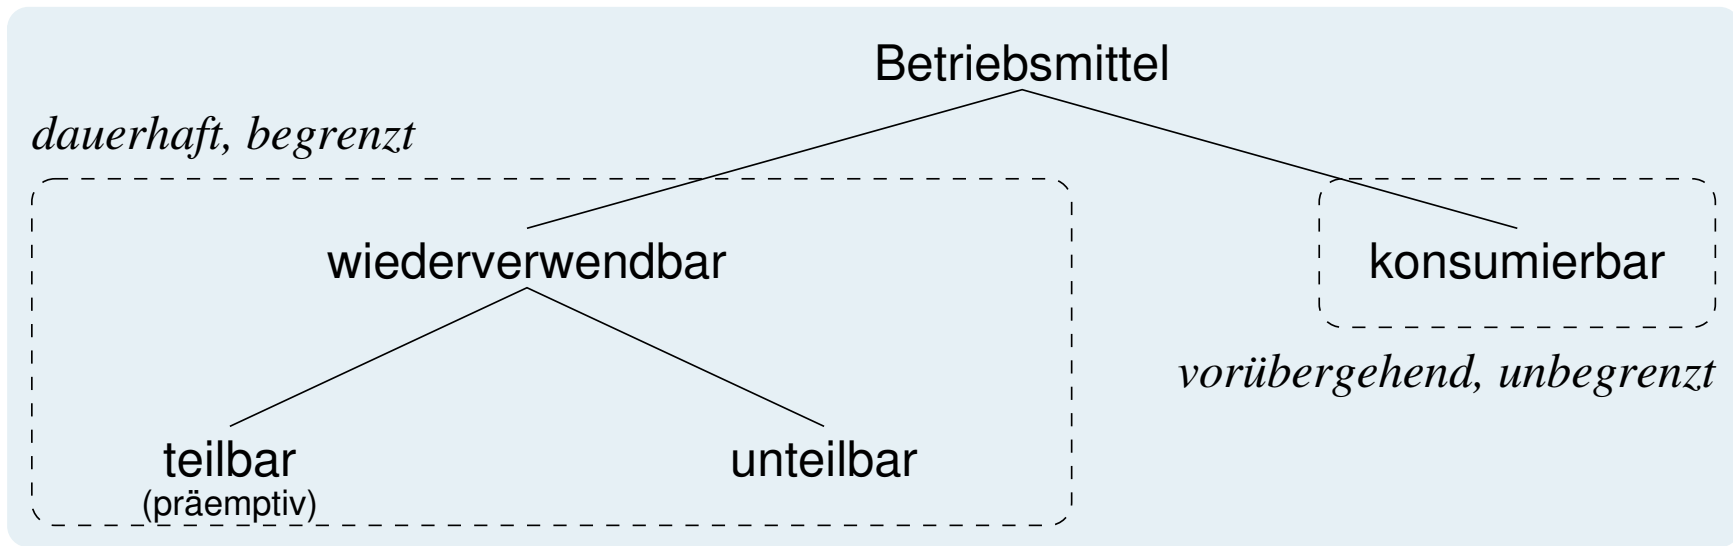 Betriebsmittel
dauerhaft, begrenzt
wiederverwendbar
konsumierbar
vorübergehend, unbegrenzt
teilbar
(präemptiv)
unteilbar